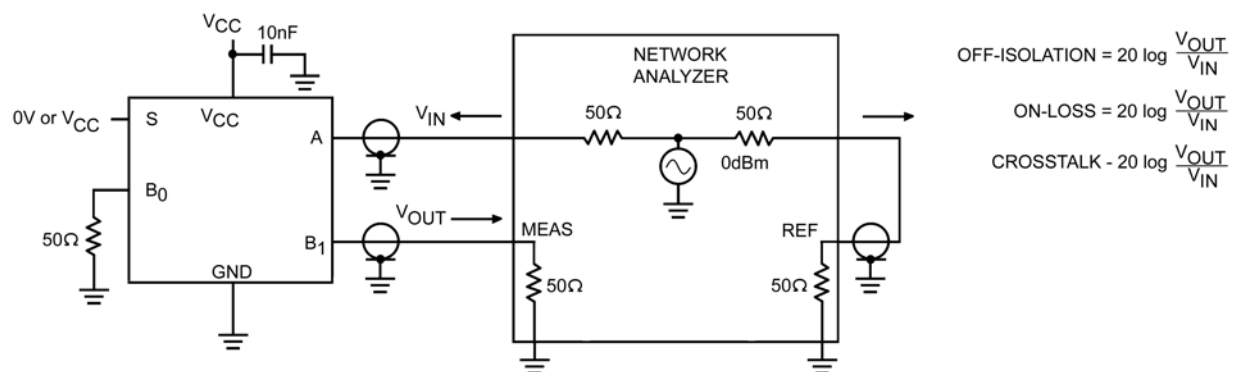 VCC
10nF
0V or VCC
S
VCC
A
B0
50Ω
B1
GND
VIN
VOUT
NETWORK
ANALYZER
50Ω
50Ω
0dBm
MEAS
REF
50Ω
50Ω
OFF-ISOLATION = 20 log VOUT/VIN
ON-LOSS = 20 log VOUT/VIN
CROSSTALK - 20 log VOUT/VIN